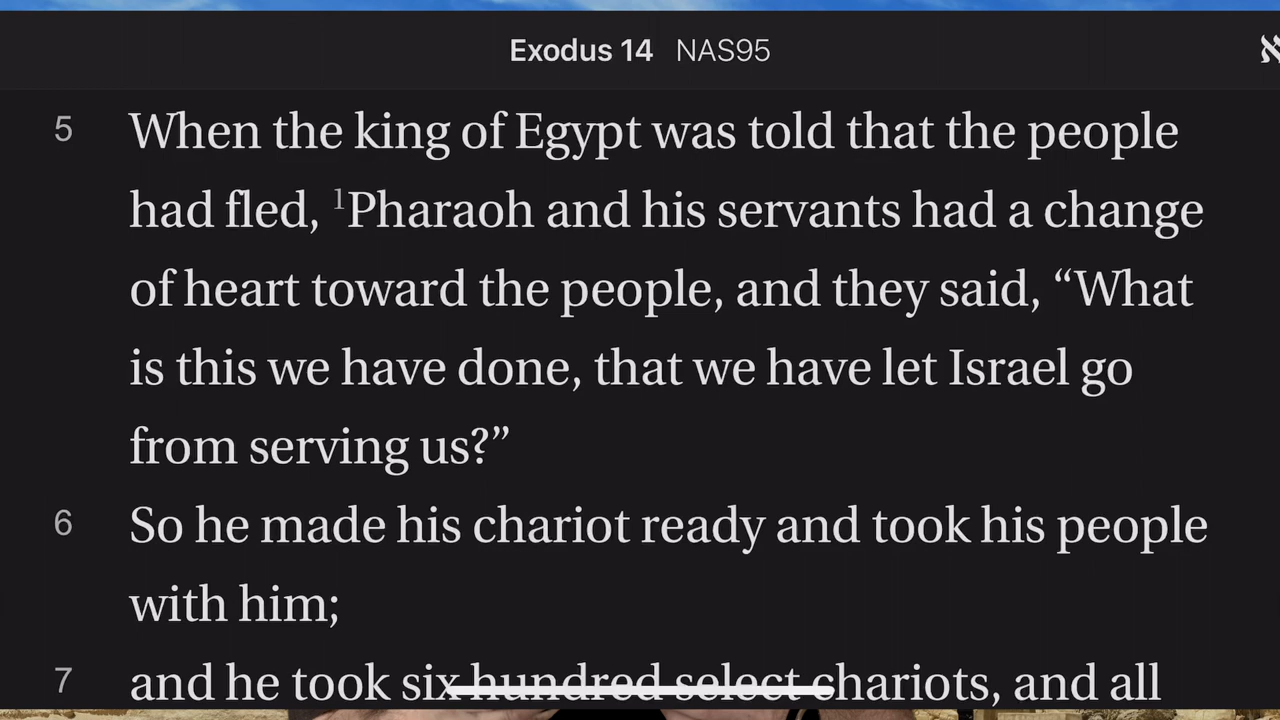 Exodus 14 NAS95
א
5 When the king of Egypt was told that the people
had fled, ¹Pharaoh and his servants had a change
of heart toward the people, and they said, “What
is this we have done, that we have let Israel go
from serving us?”
6 So he made his chariot ready and took his people
with him;
7 and he took six hundred select chariots, and all